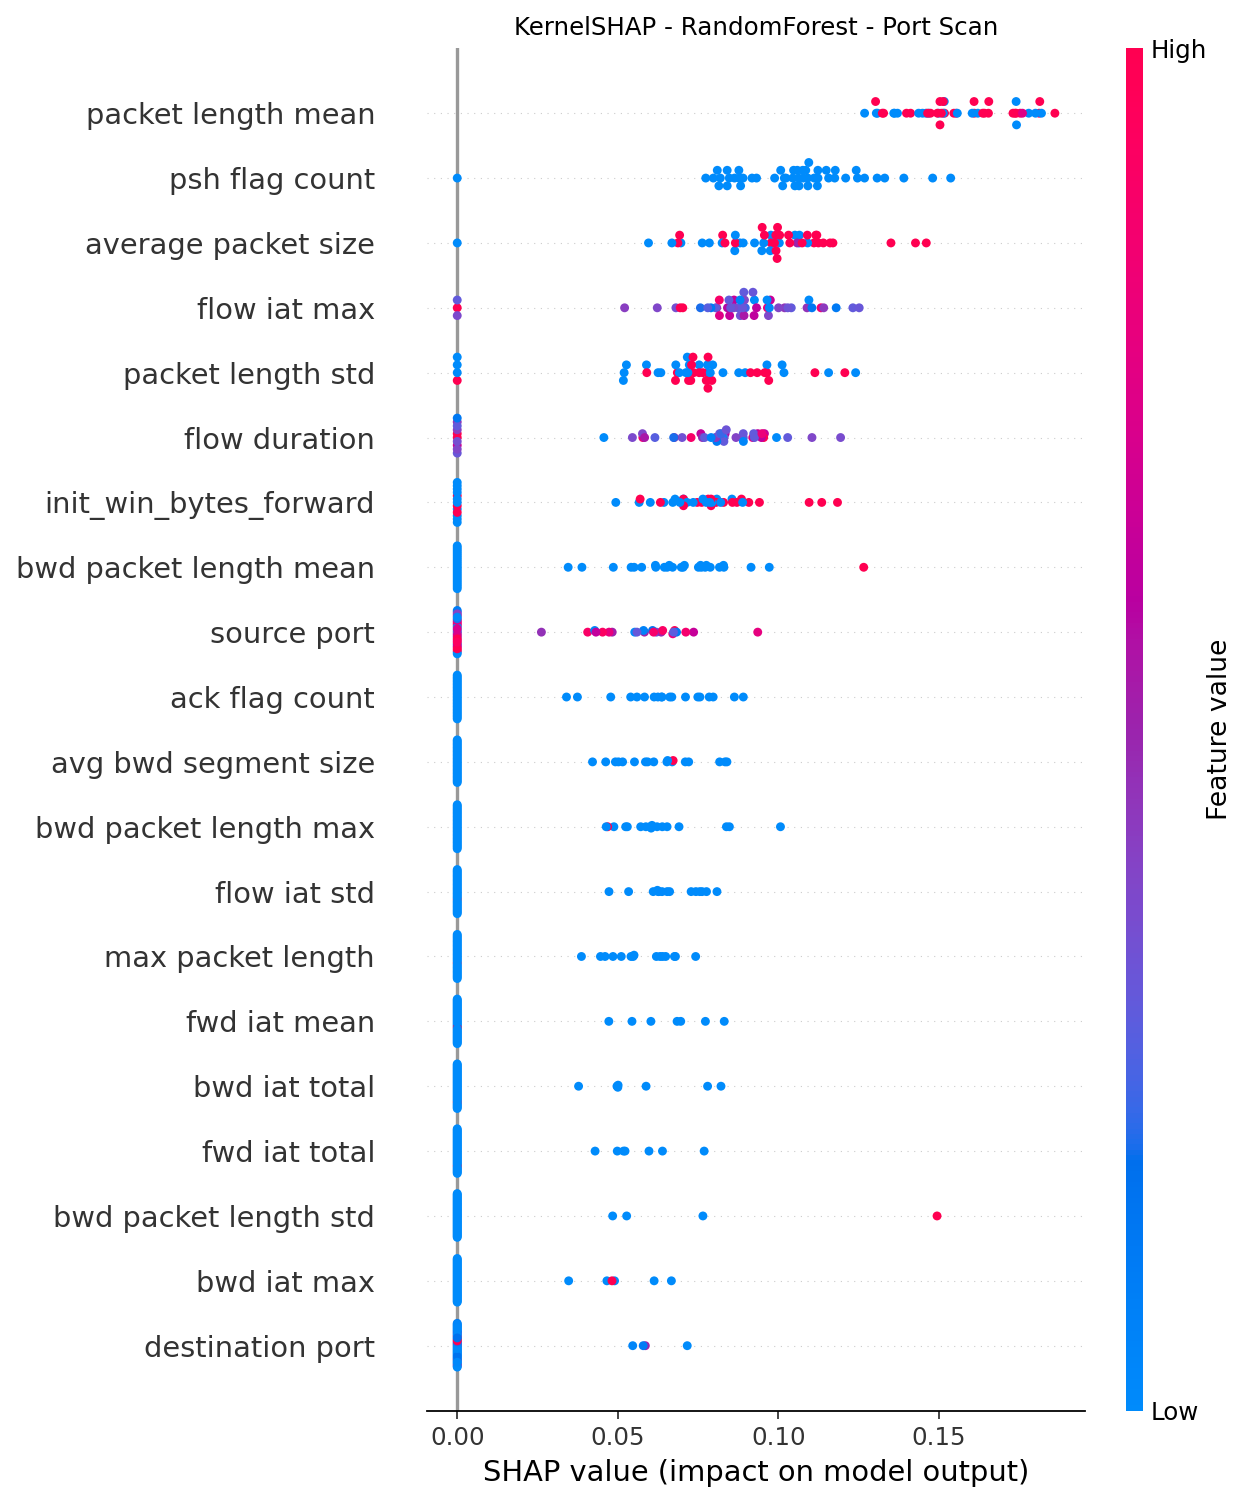 KernelSHAP - RandomForest - Port Scan
High
packet length mean
psh flag count
average packet size
flow iat max
packet length std
flow duration
init_win_bytes_forward
bwd packet length mean
source port
ack flag count
avg bwd segment size
bwd packet length max
flow iat std
max packet length
fwd iat mean
bwd iat total
fwd iat total
bwd packet length std
bwd iat max
destination port
Feature value
Low
0.00 0.05 0.10 0.15
SHAP value (impact on model output)